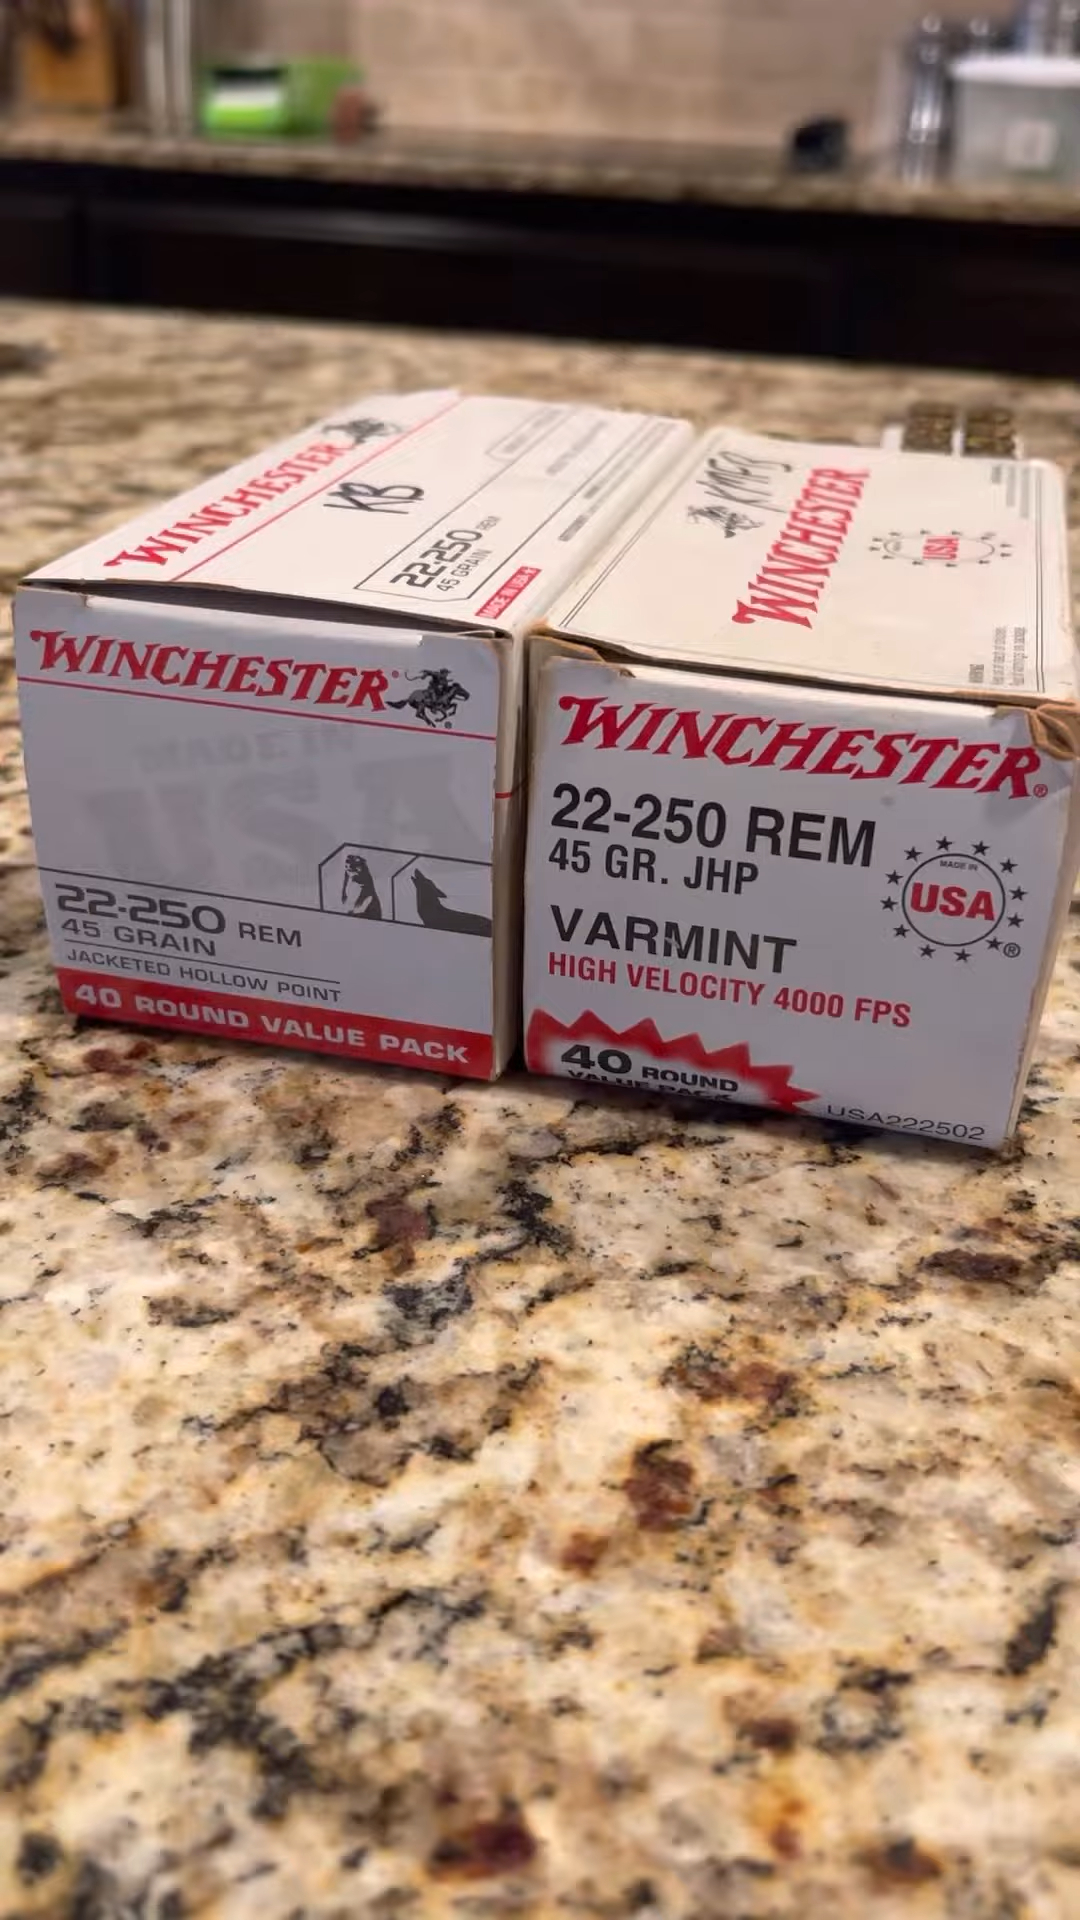 WINCHESTER
KB
22-250 REM
45 GRAIN
MADE IN USA
WINCHESTER®
22-250 REM
45 GRAIN
JACKETED HOLLOW POINT
40 ROUND VALUE PACK
WINCHESTER
USA
WINCHESTER®
22-250 REM
45 GR. JHP
VARMINT
HIGH VELOCITY 4000 FPS
MADE IN
USA
®
40 ROUND
VALUE PACK
USA222502